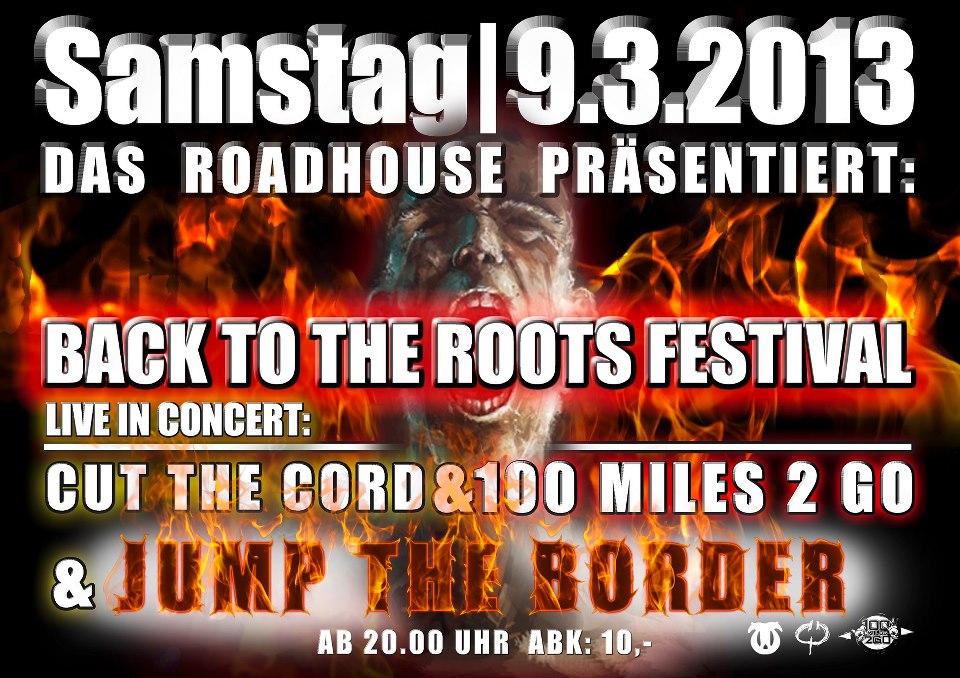 Samstag|9.3.2013
DAS ROADHOUSE PRÄSENTIERT:
BACK TO THE ROOTS FESTIVAL
LIVE IN CONCERT:
CUT THE CORD & 100 MILES 2 GO
& JUMP THE BORDER
AB 20.00 UHR ABK: 10,-